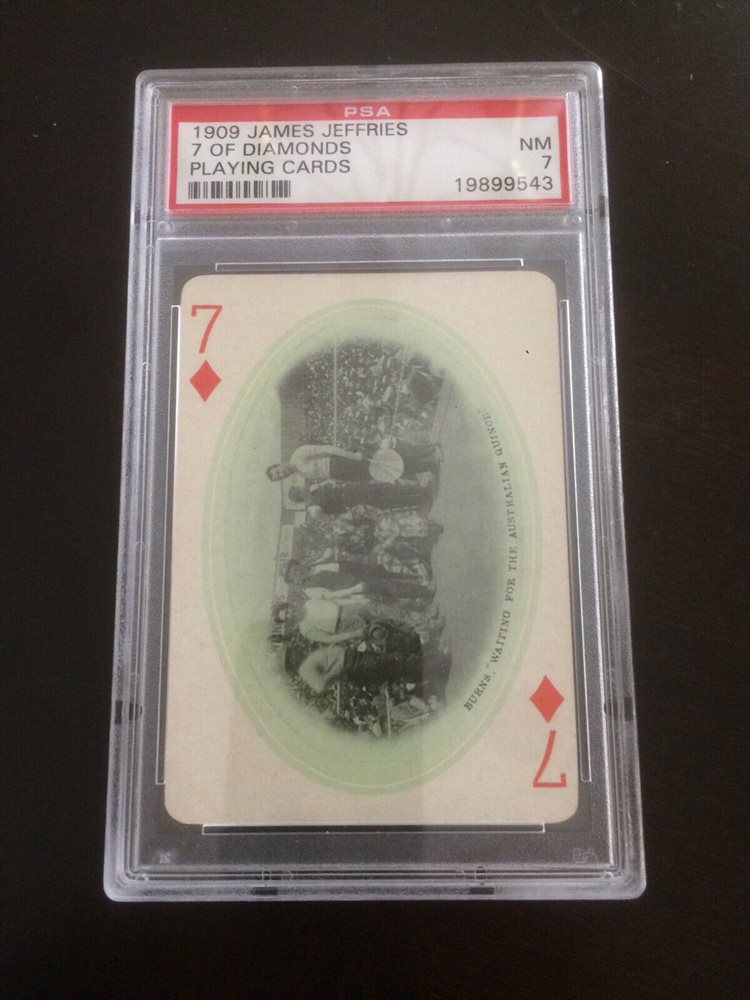 PSA
1909 JAMES JEFFRIES
7 OF DIAMONDS
PLAYING CARDS
NM
7
19899543
7
BURNS, "WAITING FOR THE AUSTRALIAN QUINCE"
7